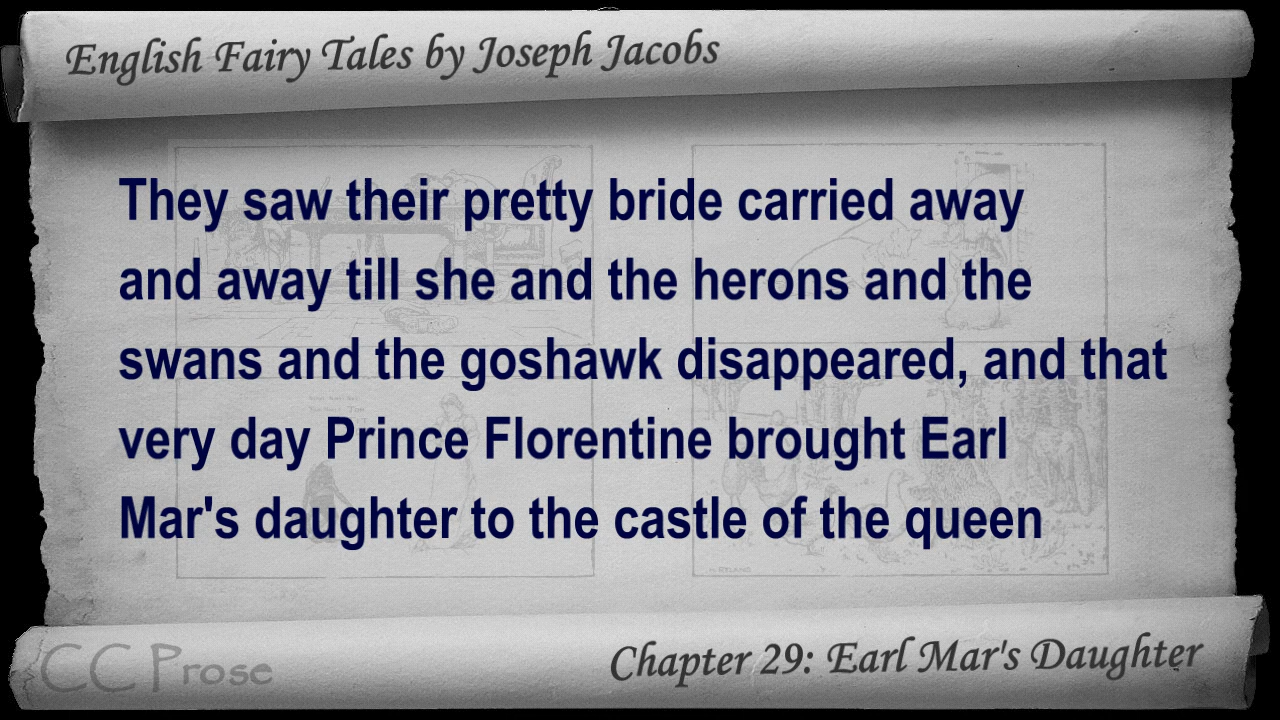 English Fairy Tales by Joseph Jacobs
They saw their pretty bride carried away
and away till she and the herons and the
swans and the goshawk disappeared, and that
very day Prince Florentine brought Earl
Mar's daughter to the castle of the queen
CC Prose
Chapter 29: Earl Mar's Daughter